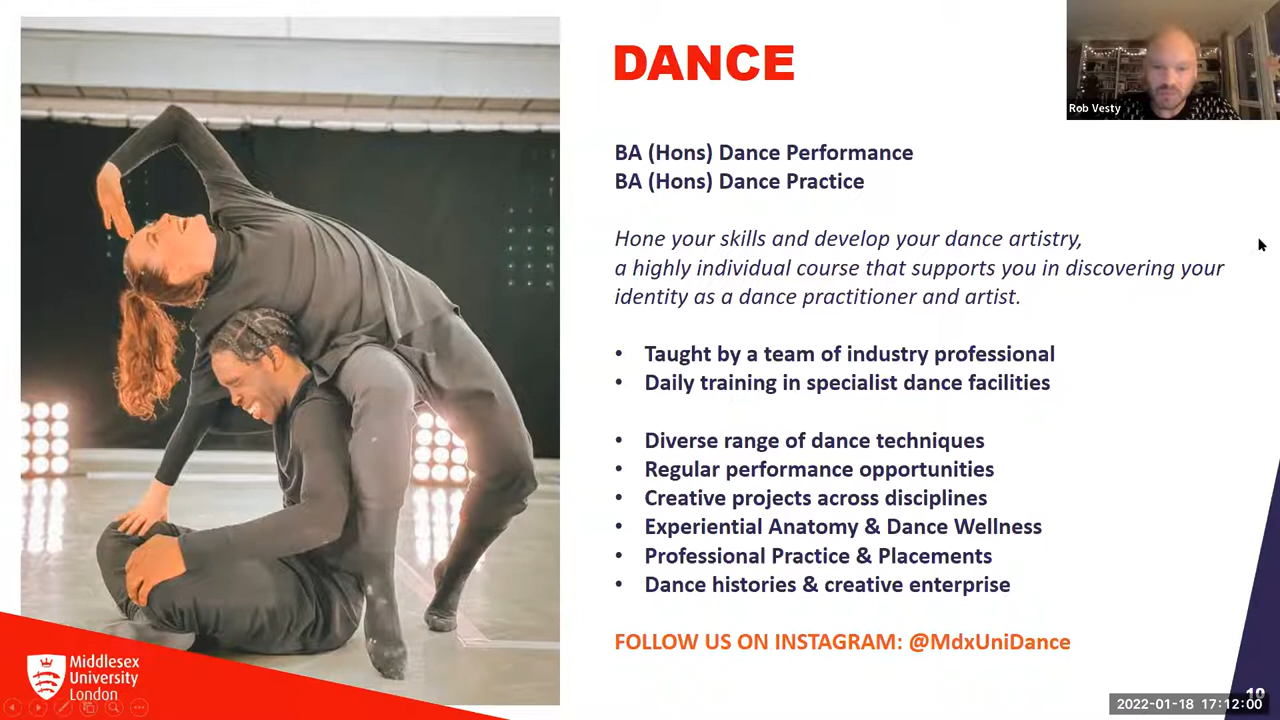 DANCE
Rob Vesty
BA (Hons) Dance Performance
BA (Hons) Dance Practice
Hone your skills and develop your dance artistry,
a highly individual course that supports you in discovering your
identity as a dance practitioner and artist.
• Taught by a team of industry professional
• Daily training in specialist dance facilities
• Diverse range of dance techniques
• Regular performance opportunities
• Creative projects across disciplines
• Experiential Anatomy & Dance Wellness
• Professional Practice & Placements
• Dance histories & creative enterprise
FOLLOW US ON INSTAGRAM: @MdxUniDance
Middlesex
University
London
19
2022-01-18 17:12:00